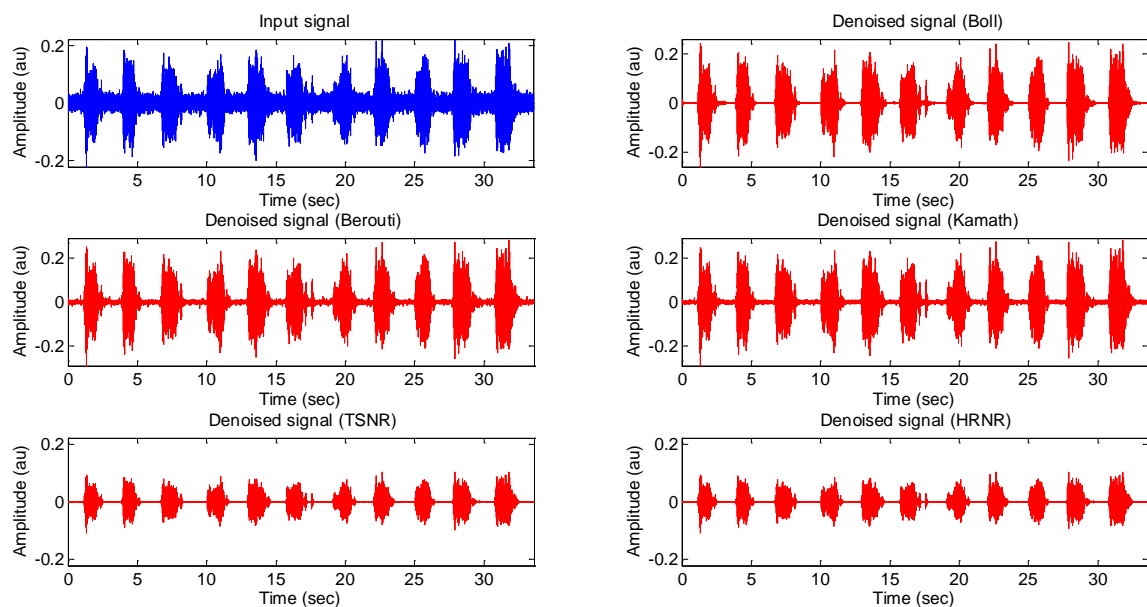 Input signal
Amplitude (au)
0.2
0
-0.2
5 10 15 20 25 30
Time (sec)
Denoised signal (Boll)
Amplitude (au)
0.2
0
-0.2
0 5 10 15 20 25 30
Time (sec)
Denoised signal (Berouti)
Amplitude (au)
0.2
0
-0.2
0 5 10 15 20 25 30
Time (sec)
Denoised signal (Kamath)
Amplitude (au)
0.2
0
-0.2
0 5 10 15 20 25 30
Time (sec)
Denoised signal (TSNR)
Amplitude (au)
0.2
0
-0.2
0 5 10 15 20 25 30
Time (sec)
Denoised signal (HRNR)
Amplitude (au)
0.2
0
-0.2
0 5 10 15 20 25 30
Time (sec)